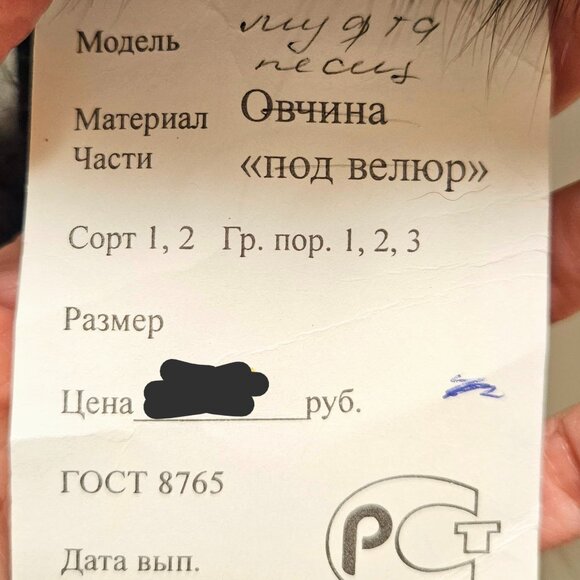 Модель муфта
песец
Материал Овчина
Части «под велюр»
Сорт 1, 2 Гр. пор. 1, 2, 3
Размер
Цена руб.
ГОСТ 8765
РСТ
Дата вып.